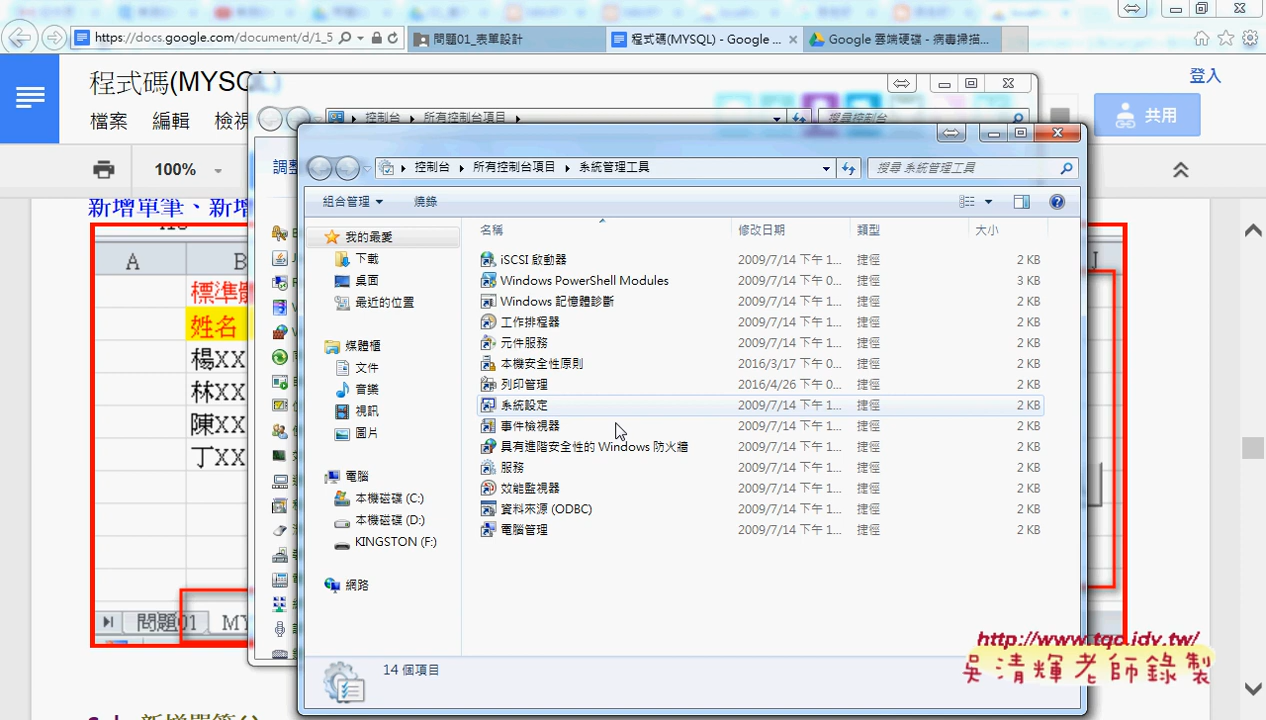 https://docs.google.com/document/d/1_5
問題01_表單設計
程式碼(MYSQL) - Google ...
Google 雲端硬碟 - 病毒掃描...
程式碼(MYSQL)
登入
檔案
編輯
檢視
共用
控制台
所有控制台項目
搜尋控制台
100%
調整
控制台
所有控制台項目
系統管理工具
搜尋 系統管理工具
新增單筆、新增
組合管理
燒錄
名稱
修改日期
類型
大小
我的最愛
下載
桌面
最近的位置
媒體櫃
文件
音樂
視訊
圖片
電腦
本機磁碟 (C:)
本機磁碟 (D:)
KINGSTON (F:)
網路
iSCSI 啟動器 2009/7/14 下午 1... 捷徑 2 KB
Windows PowerShell Modules 2009/7/14 下午 0... 捷徑 3 KB
Windows 記憶體診斷 2009/7/14 下午 1... 捷徑 2 KB
工作排程器 2009/7/14 下午 1... 捷徑 2 KB
元件服務 2009/7/14 下午 1... 捷徑 2 KB
本機安全性原則 2016/3/17 下午 0... 捷徑 2 KB
列印管理 2016/4/26 下午 0... 捷徑 2 KB
系統設定 2009/7/14 下午 1... 捷徑 2 KB
事件檢視器 2009/7/14 下午 1... 捷徑 2 KB
具有進階安全性的 Windows 防火牆 2009/7/14 下午 1... 捷徑 2 KB
服務 2009/7/14 下午 1... 捷徑 2 KB
效能監視器 2009/7/14 下午 1... 捷徑 2 KB
資料來源 (ODBC) 2009/7/14 下午 1... 捷徑 2 KB
電腦管理 2009/7/14 下午 1... 捷徑 2 KB
A
B
J
標準體
姓名
楊XX
林XX
陳XX
丁XX
問題01
MY
14 個項目
http://www.tqc.idv.tw/
吳清輝老師錄製
Sub 新增單筆()